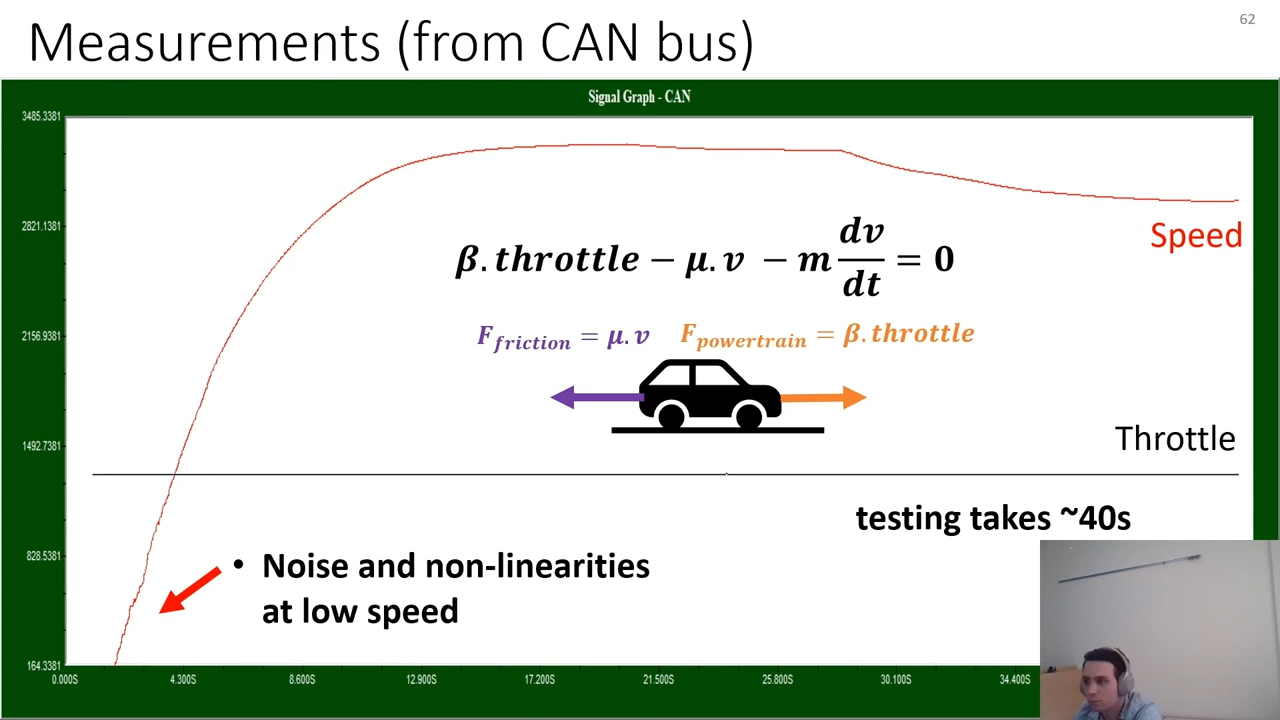 62
Measurements (from CAN bus)
Signal Graph - CAN
3485.3381
2821.1381
2156.9381
1492.7381
828.5381
164.3381
β.throttle − μ.v − m dv/dt = 0
Speed
F_friction = μ.v
F_powertrain = β.throttle
Throttle
testing takes ~40s
• Noise and non-linearities
at low speed
0.000S 4.300S 8.600S 12.900S 17.200S 21.500S 25.800S 30.100S 34.400S